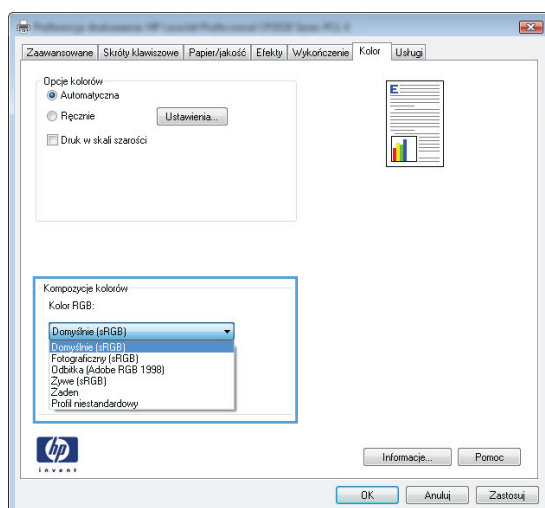 Zaawansowane Skróty klawiszowe Papier/jakość Efekty Wykończenie Kolor Usługi
Opcje kolorów
Automatyczna
Ręcznie Ustawienia...
Druk w skali szarości
E
Kompozycje kolorów
Kolor RGB:
Domyślnie (sRGB)
Domyślnie (sRGB)
Fotograficzny (sRGB)
Odbitka (Adobe RGB 1998)
Żywe (sRGB)
Żaden
Profil niestandardowy
hp
invent
Informacje... Pomoc
OK Anuluj Zastosuj